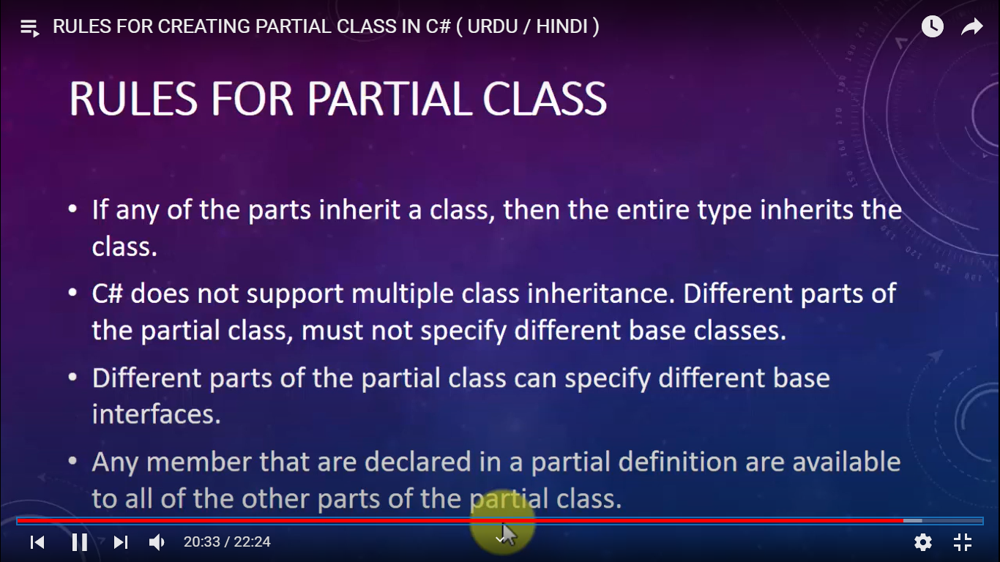 RULES FOR CREATING PARTIAL CLASS IN C# ( URDU / HINDI )
RULES FOR PARTIAL CLASS
• If any of the parts inherit a class, then the entire type inherits the
class.
• C# does not support multiple class inheritance. Different parts of
the partial class, must not specify different base classes.
• Different parts of the partial class can specify different base
interfaces.
• Any member that are declared in a partial definition are available
to all of the other parts of the partial class.
20:33 / 22:24